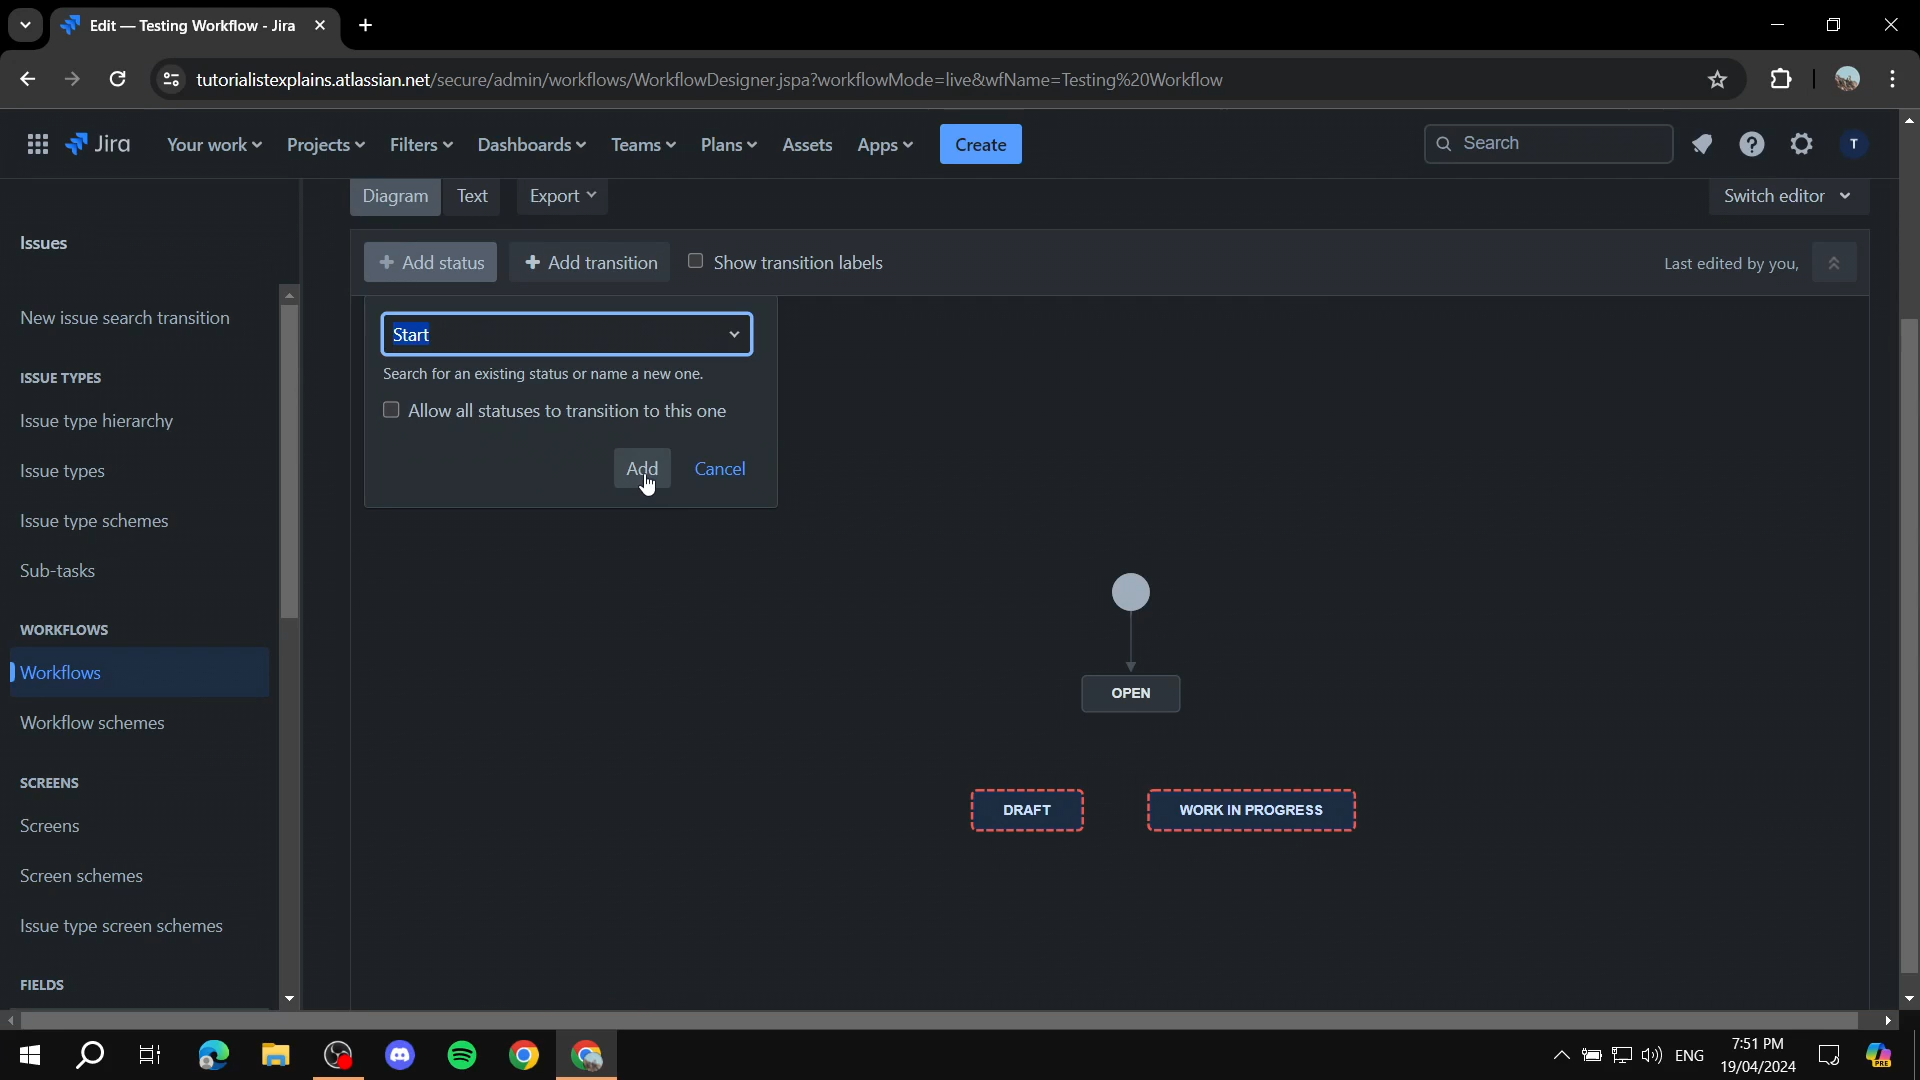 Edit — Testing Workflow - Jira
tutorialistexplains.atlassian.net/secure/admin/workflows/WorkflowDesigner.jspa?workflowMode=live&wfName=Testing%20Workflow
Jira
Your work
Projects
Filters
Dashboards
Teams
Plans
Assets
Apps
Create
Search
T
Diagram
Text
Export
Switch editor
Issues
+ Add status
+ Add transition
Show transition labels
Last edited by you,
New issue search transition
Start
Search for an existing status or name a new one.
Allow all statuses to transition to this one
Add
Cancel
ISSUE TYPES
Issue type hierarchy
Issue types
Issue type schemes
Sub-tasks
WORKFLOWS
Workflows
Workflow schemes
SCREENS
Screens
Screen schemes
Issue type screen schemes
FIELDS
OPEN
DRAFT
WORK IN PROGRESS
ENG
7:51 PM
19/04/2024
PRE